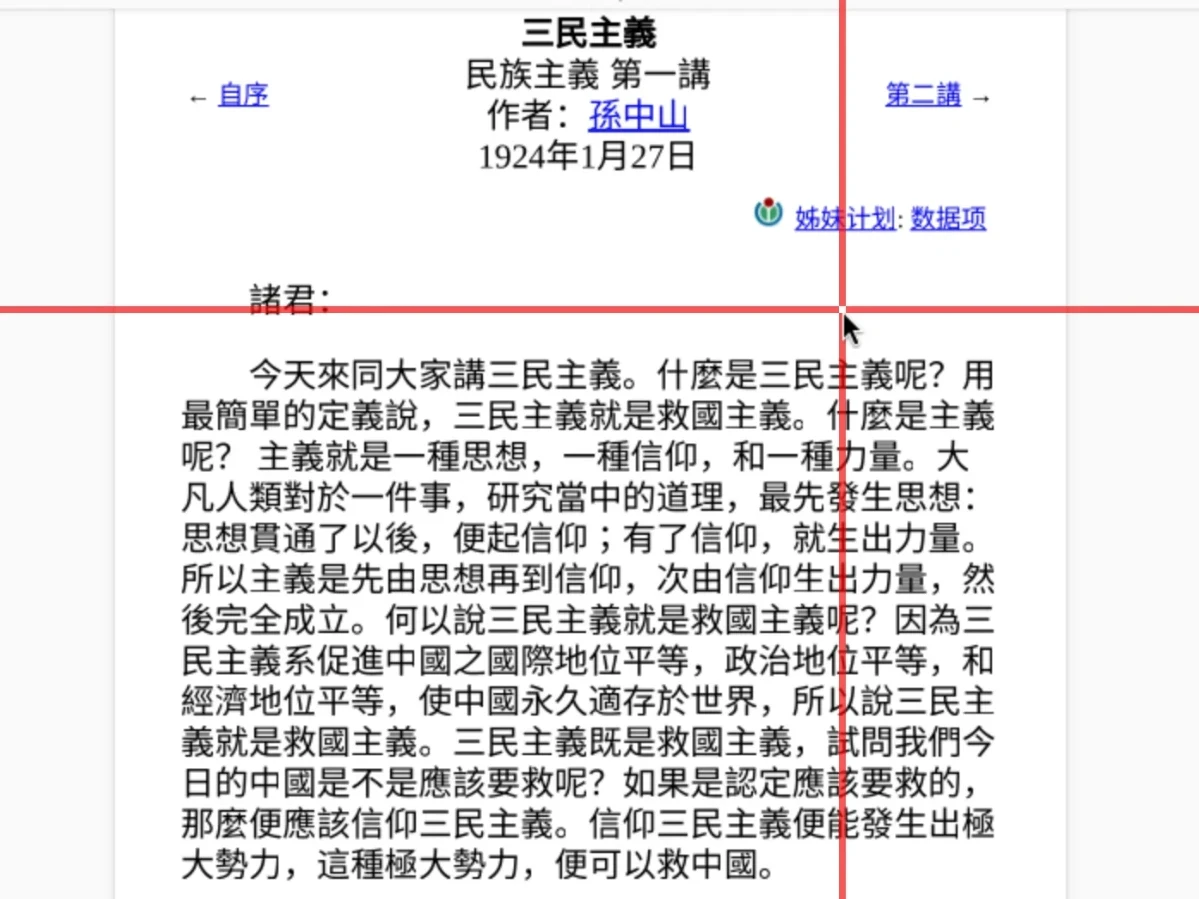 三民主義
民族主義 第一講
← 自序
第二講 →
作者：孫中山
1924年1月27日
姊妹计划: 数据项
諸君：
今天來同大家講三民主義。什麼是三民主義呢？用
最簡單的定義說，三民主義就是救國主義。什麼是主義
呢？ 主義就是一種思想，一種信仰，和一種力量。大
凡人類對於一件事，研究當中的道理，最先發生思想：
思想貫通了以後，便起信仰；有了信仰，就生出力量。
所以主義是先由思想再到信仰，次由信仰生出力量，然
後完全成立。何以說三民主義就是救國主義呢？因為三
民主義系促進中國之國際地位平等，政治地位平等，和
經濟地位平等，使中國永久適存於世界，所以說三民主
義就是救國主義。三民主義既是救國主義，試問我們今
日的中國是不是應該要救呢？如果是認定應該要救的，
那麼便應該信仰三民主義。信仰三民主義便能發生出極
大勢力，這種極大勢力，便可以救中國。